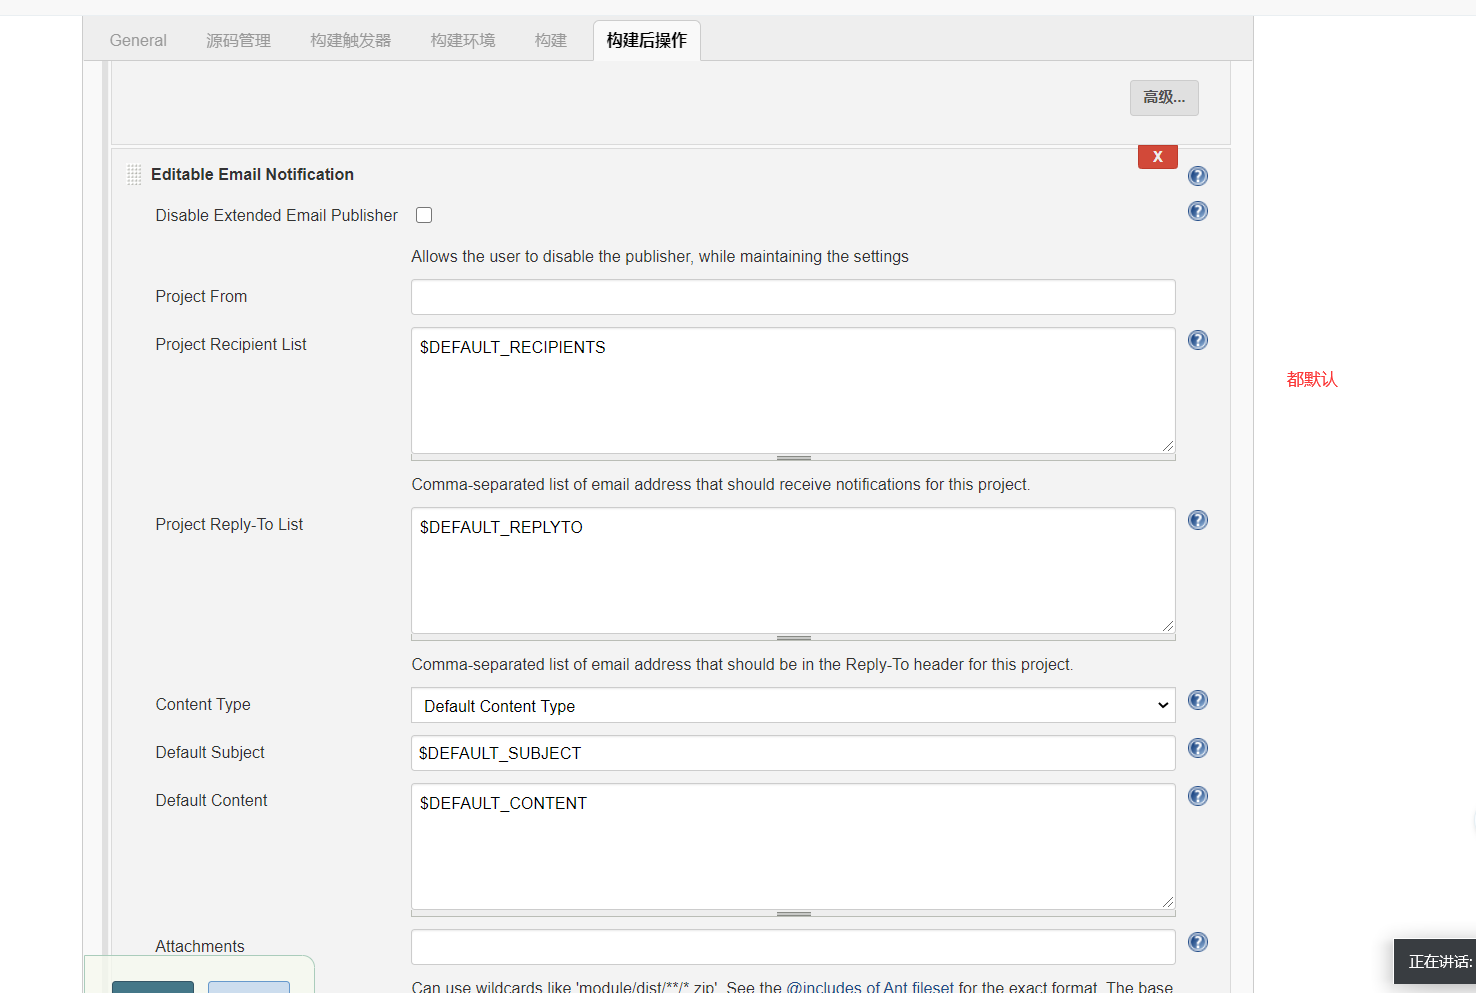 General 源码管理 构建触发器 构建环境 构建 构建后操作
高级...
X
Editable Email Notification
Disable Extended Email Publisher
Allows the user to disable the publisher, while maintaining the settings
Project From
Project Recipient List $DEFAULT_RECIPIENTS
都默认
Comma-separated list of email address that should receive notifications for this project.
Project Reply-To List $DEFAULT_REPLYTO
Comma-separated list of email address that should be in the Reply-To header for this project.
Content Type Default Content Type
Default Subject $DEFAULT_SUBJECT
Default Content $DEFAULT_CONTENT
Attachments
正在讲话:
Can use wildcards like 'module/dist/**/*.zip'. See the @includes of Ant fileset for the exact format. The base